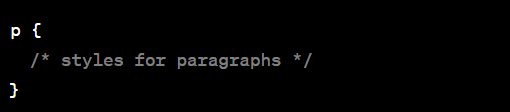 p {
  /* styles for paragraphs */
}